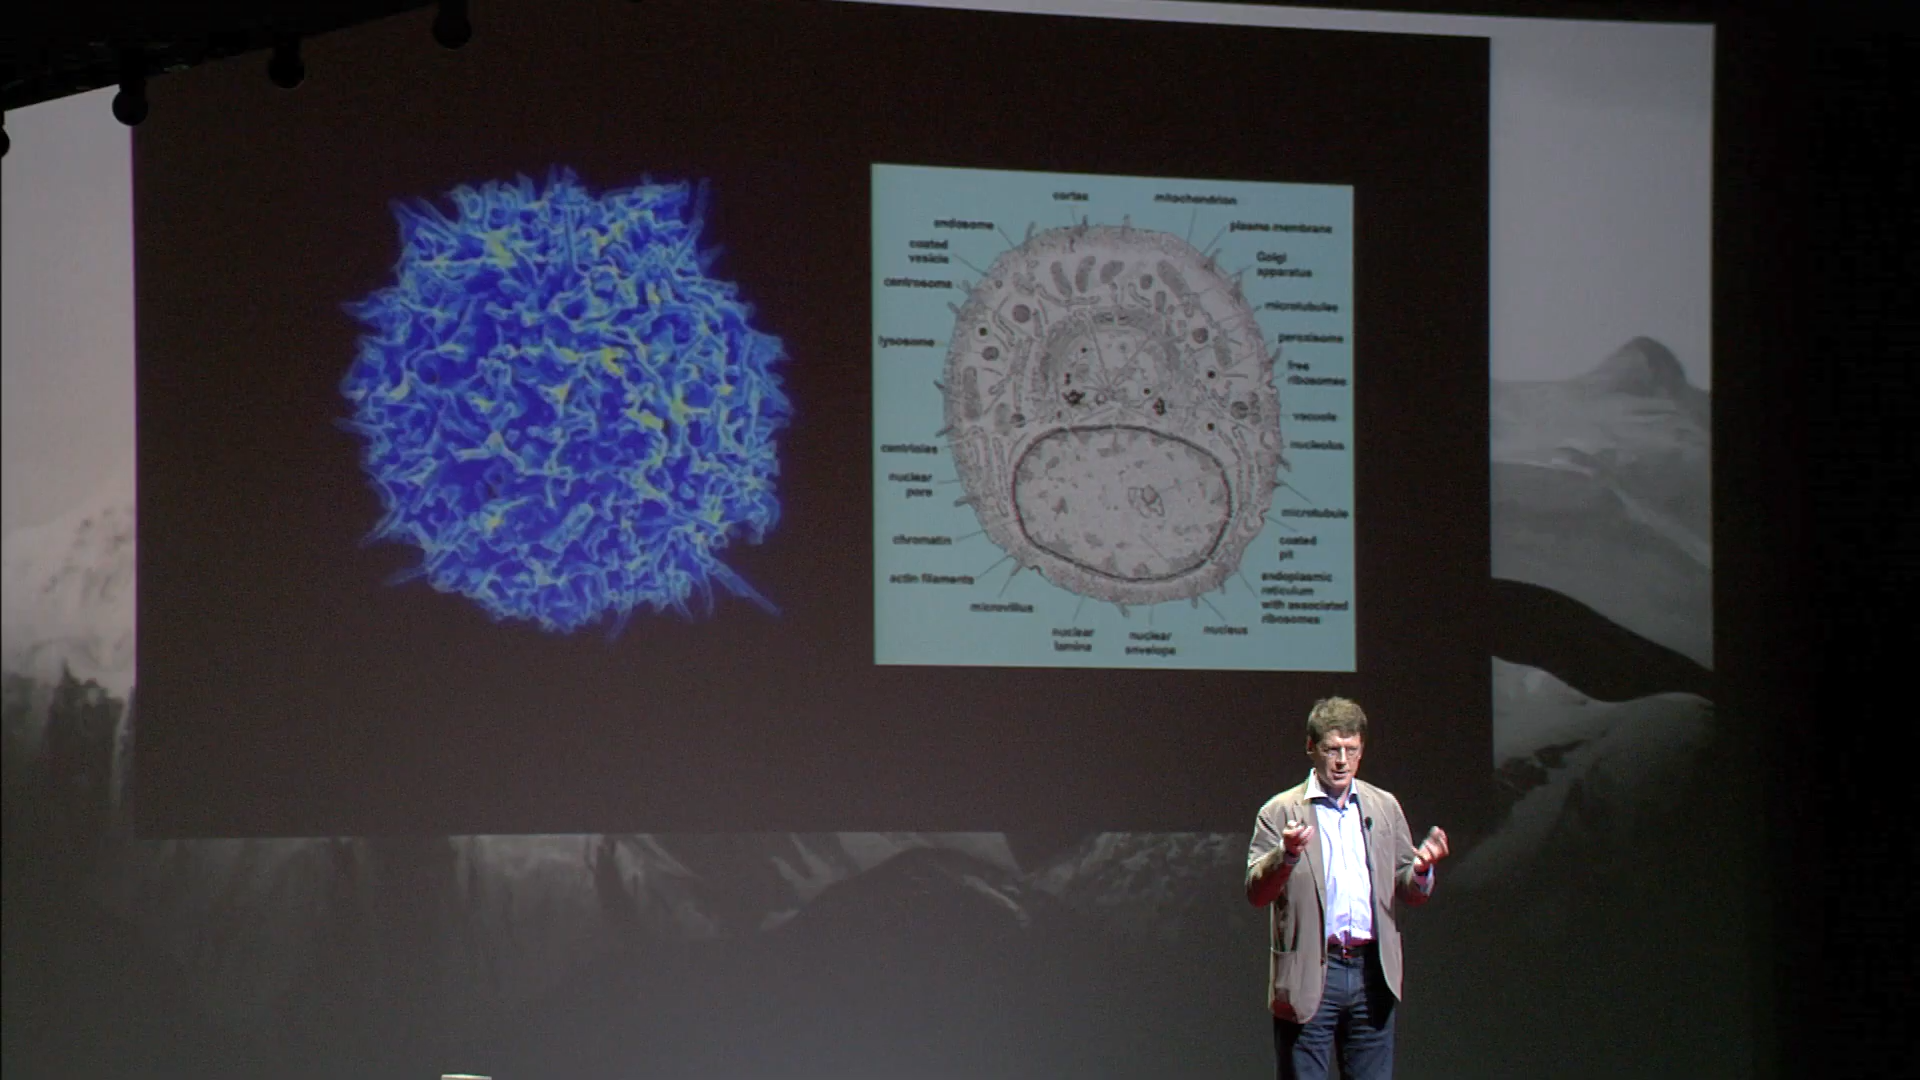 cortex
mitochondrion
endosome
plasma membrane
coated
vesicle
Golgi
apparatus
centrosome
microtubules
lysosome
peroxisome
free
ribosomes
vacuole
nucleolus
centrioles
nuclear
pore
microtubule
chromatin
coated
pit
actin filaments
endoplasmic
reticulum
with associated
ribosomes
microvillus
nuclear
lamina
nuclear
envelope
nucleus